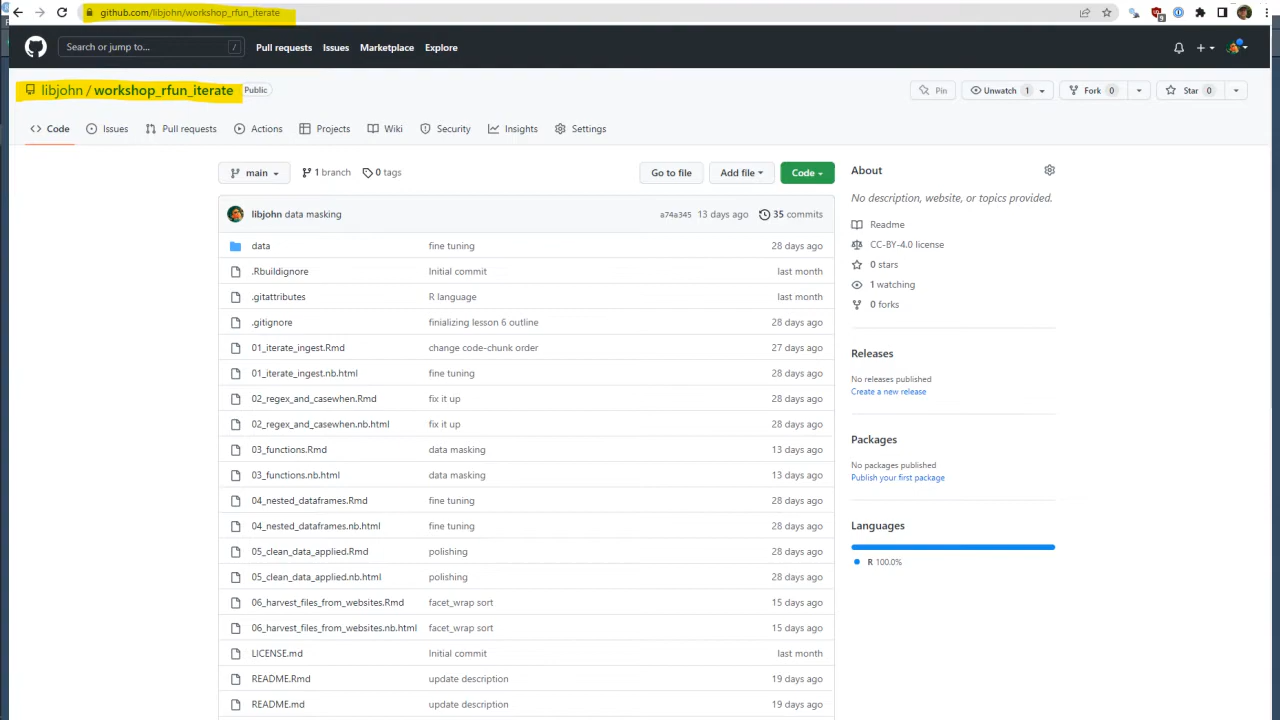 github.com/libjohn/workshop_rfun_iterate
Search or jump to... /
Pull requests Issues Marketplace Explore
libjohn / workshop_rfun_iterate Public
Pin Unwatch 1 Fork 0 Star 0
Code Issues Pull requests Actions Projects Wiki Security Insights Settings
main 1 branch 0 tags Go to file Add file Code
libjohn data masking a74a345 13 days ago 35 commits
data fine tuning 28 days ago
.Rbuildignore Initial commit last month
.gitattributes R language last month
.gitignore finializing lesson 6 outline 28 days ago
01_iterate_ingest.Rmd change code-chunk order 27 days ago
01_iterate_ingest.nb.html fine tuning 28 days ago
02_regex_and_casewhen.Rmd fix it up 28 days ago
02_regex_and_casewhen.nb.html fix it up 28 days ago
03_functions.Rmd data masking 13 days ago
03_functions.nb.html data masking 13 days ago
04_nested_dataframes.Rmd fine tuning 28 days ago
04_nested_dataframes.nb.html fine tuning 28 days ago
05_clean_data_applied.Rmd polishing 28 days ago
05_clean_data_applied.nb.html polishing 28 days ago
06_harvest_files_from_websites.Rmd facet_wrap sort 15 days ago
06_harvest_files_from_websites.nb.html facet_wrap sort 15 days ago
LICENSE.md Initial commit last month
README.Rmd update description 19 days ago
README.md update description 19 days ago
About
No description, website, or topics provided.
Readme
CC-BY-4.0 license
0 stars
1 watching
0 forks
Releases
No releases published
Create a new release
Packages
No packages published
Publish your first package
Languages
R 100.0%